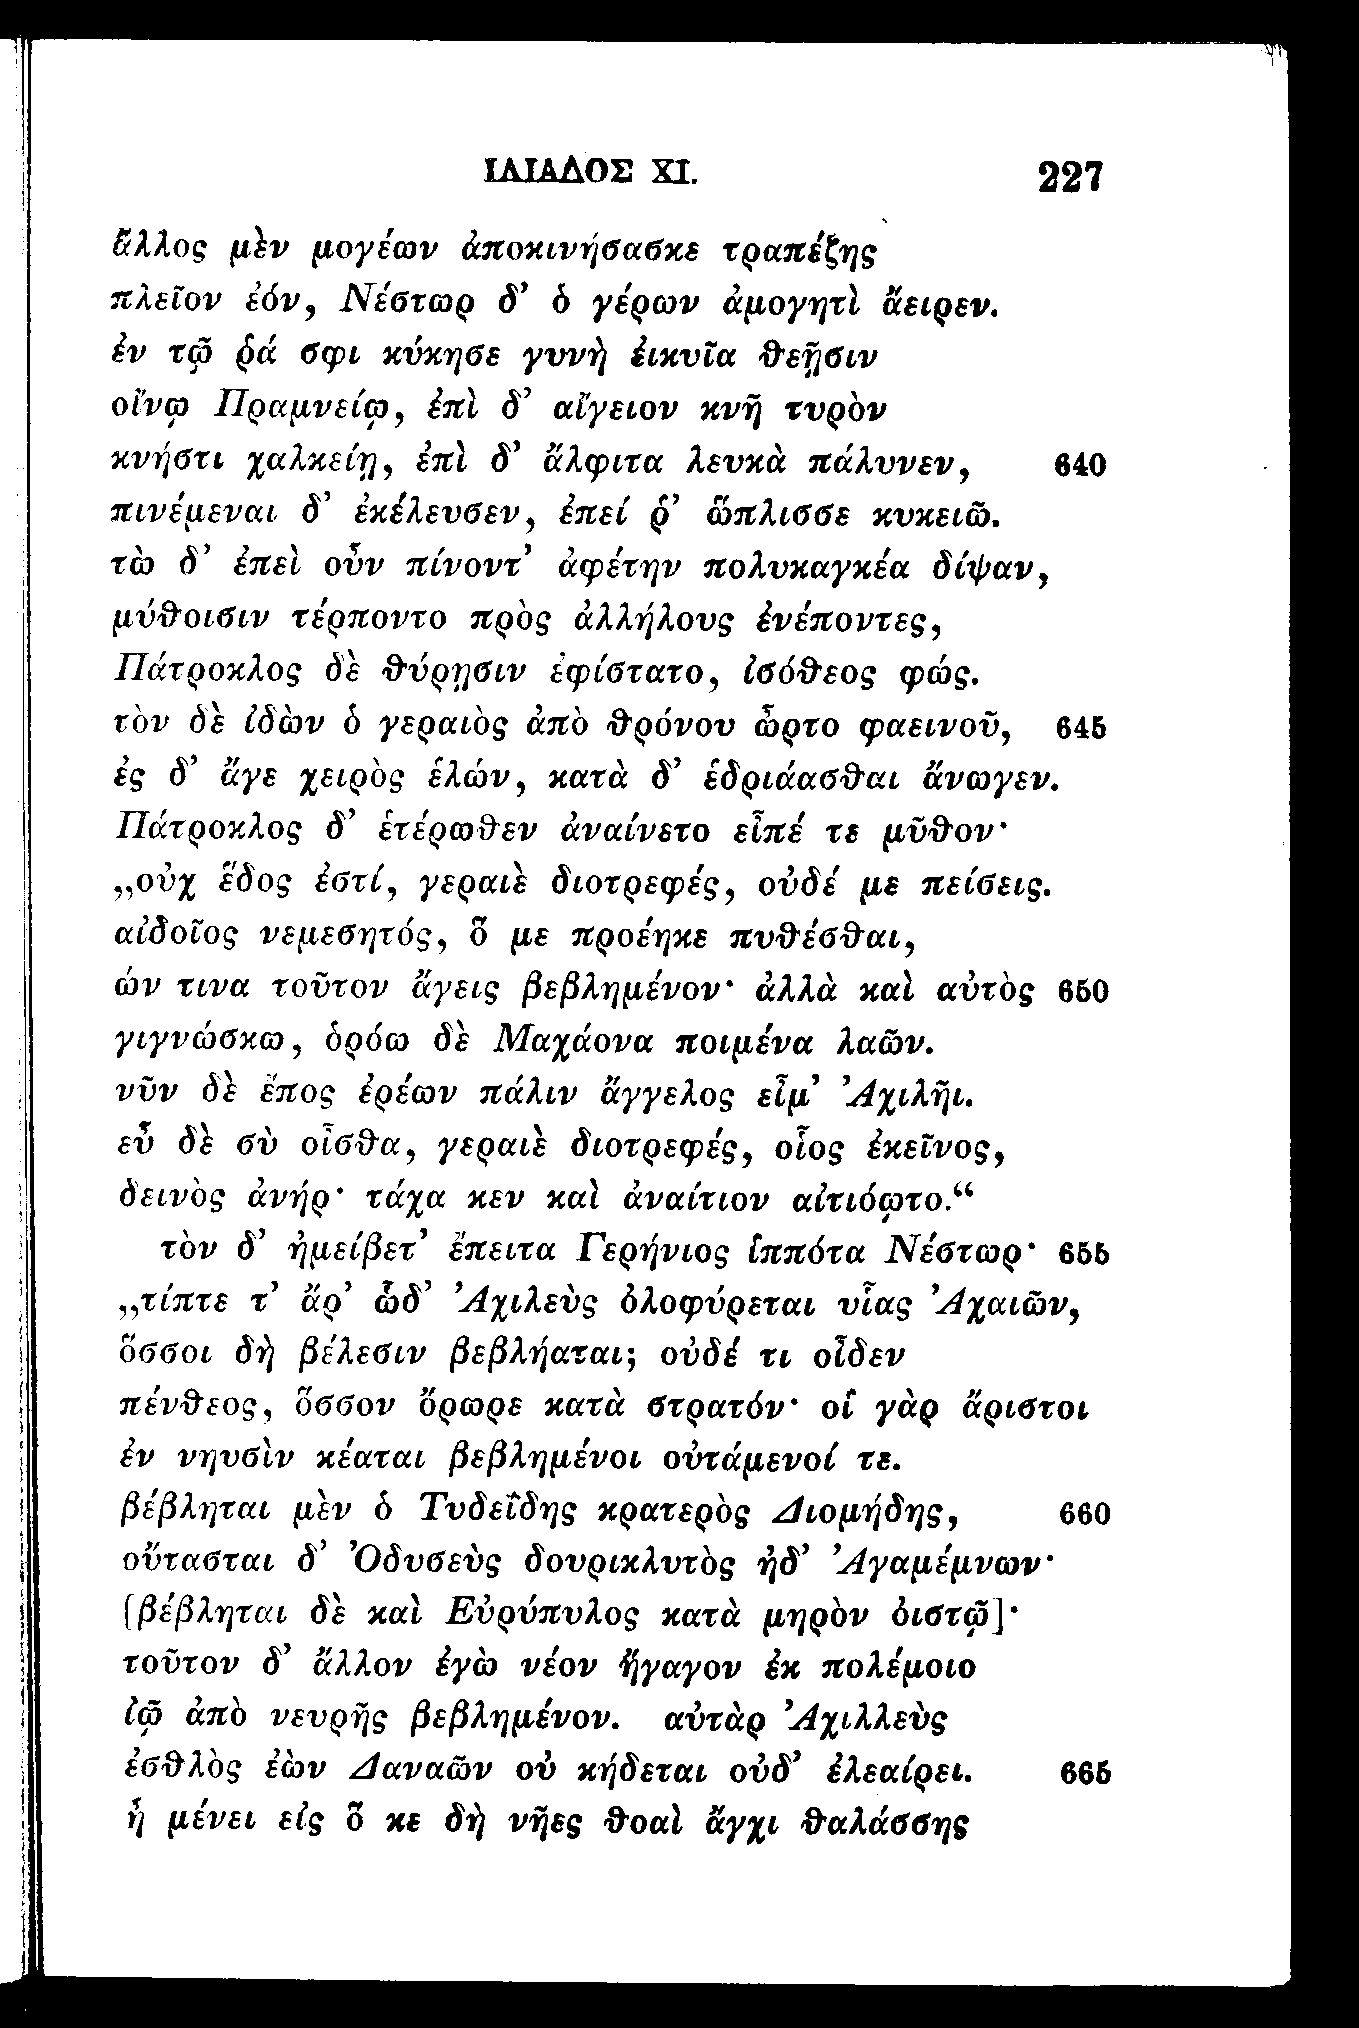 ΙΛΙΑΔΟΣ XI. 227
ἄλλος μὲν μογέων ἀποκινήσασκε τραπέζης
πλεῖον ἐόν, Νέστωρ δ’ ὁ γέρων ἀμογητὶ ἄειρεν.
ἐν τῷ ῥά σφι κύκησε γυνὴ ἐικυῖα θεῇσιν
οἴνῳ Πραμνείῳ, ἐπὶ δ’ αἴγειον κνῆ τυρὸν
κνήστι χαλκείῃ, ἐπὶ δ’ ἄλφιτα λευκὰ πάλυνεν, 640
πινέμεναι δ’ ἐκέλευσεν, ἐπεί ῥ’ ὥπλισσε κυκειῶ.
τὼ δ’ ἐπεὶ οὖν πίνοντ’ ἀφέτην πολυκαγκέα δίψαν,
μύθοισιν τέρποντο πρὸς ἀλλήλους ἐνέποντες,
Πάτροκλος δὲ θύρῃσιν ἐφίστατο, ἰσόθεος φώς.
τὸν δὲ ἰδὼν ὁ γεραιὸς ἀπὸ θρόνου ὦρτο φαεινοῦ, 645
ἐς δ’ ἄγε χειρὸς ἑλών, κατὰ δ’ ἑδριάασθαι ἄνωγεν.
Πάτροκλος δ’ ἑτέρωθεν ἀναίνετο εἶπέ τε μῦθον·
„οὐχ ἕδος ἐστί, γεραιὲ διοτρεφές, οὐδέ με πείσεις.
αἰδοῖος νεμεσητός, ὅ με προέηκε πυθέσθαι,
ὡν τινα τοῦτον ἄγεις βεβλημένον· ἀλλὰ καὶ αὐτὸς 650
γιγνώσκω, ὁρόω δὲ Μαχάονα ποιμένα λαῶν.
νῦν δὲ ἔπος ἐρέων πάλιν ἄγγελος εἶμ’ Ἀχιλῆι.
εὖ δὲ σὺ οἶσθα, γεραιὲ διοτρεφές, οἷος ἐκεῖνος,
δεινὸς ἀνήρ· τάχα κεν καὶ ἀναίτιον αἰτιόῳτο.“
τὸν δ’ ἠμείβετ’ ἔπειτα Γερήνιος ἱππότα Νέστωρ· 655
„τίπτε τ’ ἄρ’ ὧδ’ Ἀχιλεὺς ὀλοφύρεται υἷας Ἀχαιῶν,
ὅσσοι δὴ βέλεσιν βεβλήαται; οὐδέ τι οἶδεν
πένθεος, ὅσσον ὄρωρε κατὰ στρατόν· οἳ γὰρ ἄριστοι
ἐν νηυσὶν κέαται βεβλημένοι οὐτάμενοί τε.
βέβληται μὲν ὁ Τυδεΐδης κρατερὸς Διομήδης, 660
οὔτασται δ’ Ὀδυσεὺς δουρικλυτὸς ἠδ’ Ἀγαμέμνων·
[βέβληται δὲ καὶ Εὐρύπυλος κατὰ μηρὸν ὀιστῷ]·
τοῦτον δ’ ἄλλον ἐγὼ νέον ἤγαγον ἐκ πολέμοιο
ἰῷ ἀπὸ νευρῆς βεβλημένον. αὐτὰρ Ἀχιλλεὺς
ἐσθλὸς ἐὼν Δαναῶν οὐ κήδεται οὐδ’ ἐλεαίρει. 665
ἦ μένει εἰς ὅ κε δὴ νῆες θοαὶ ἄγχι θαλάσσης